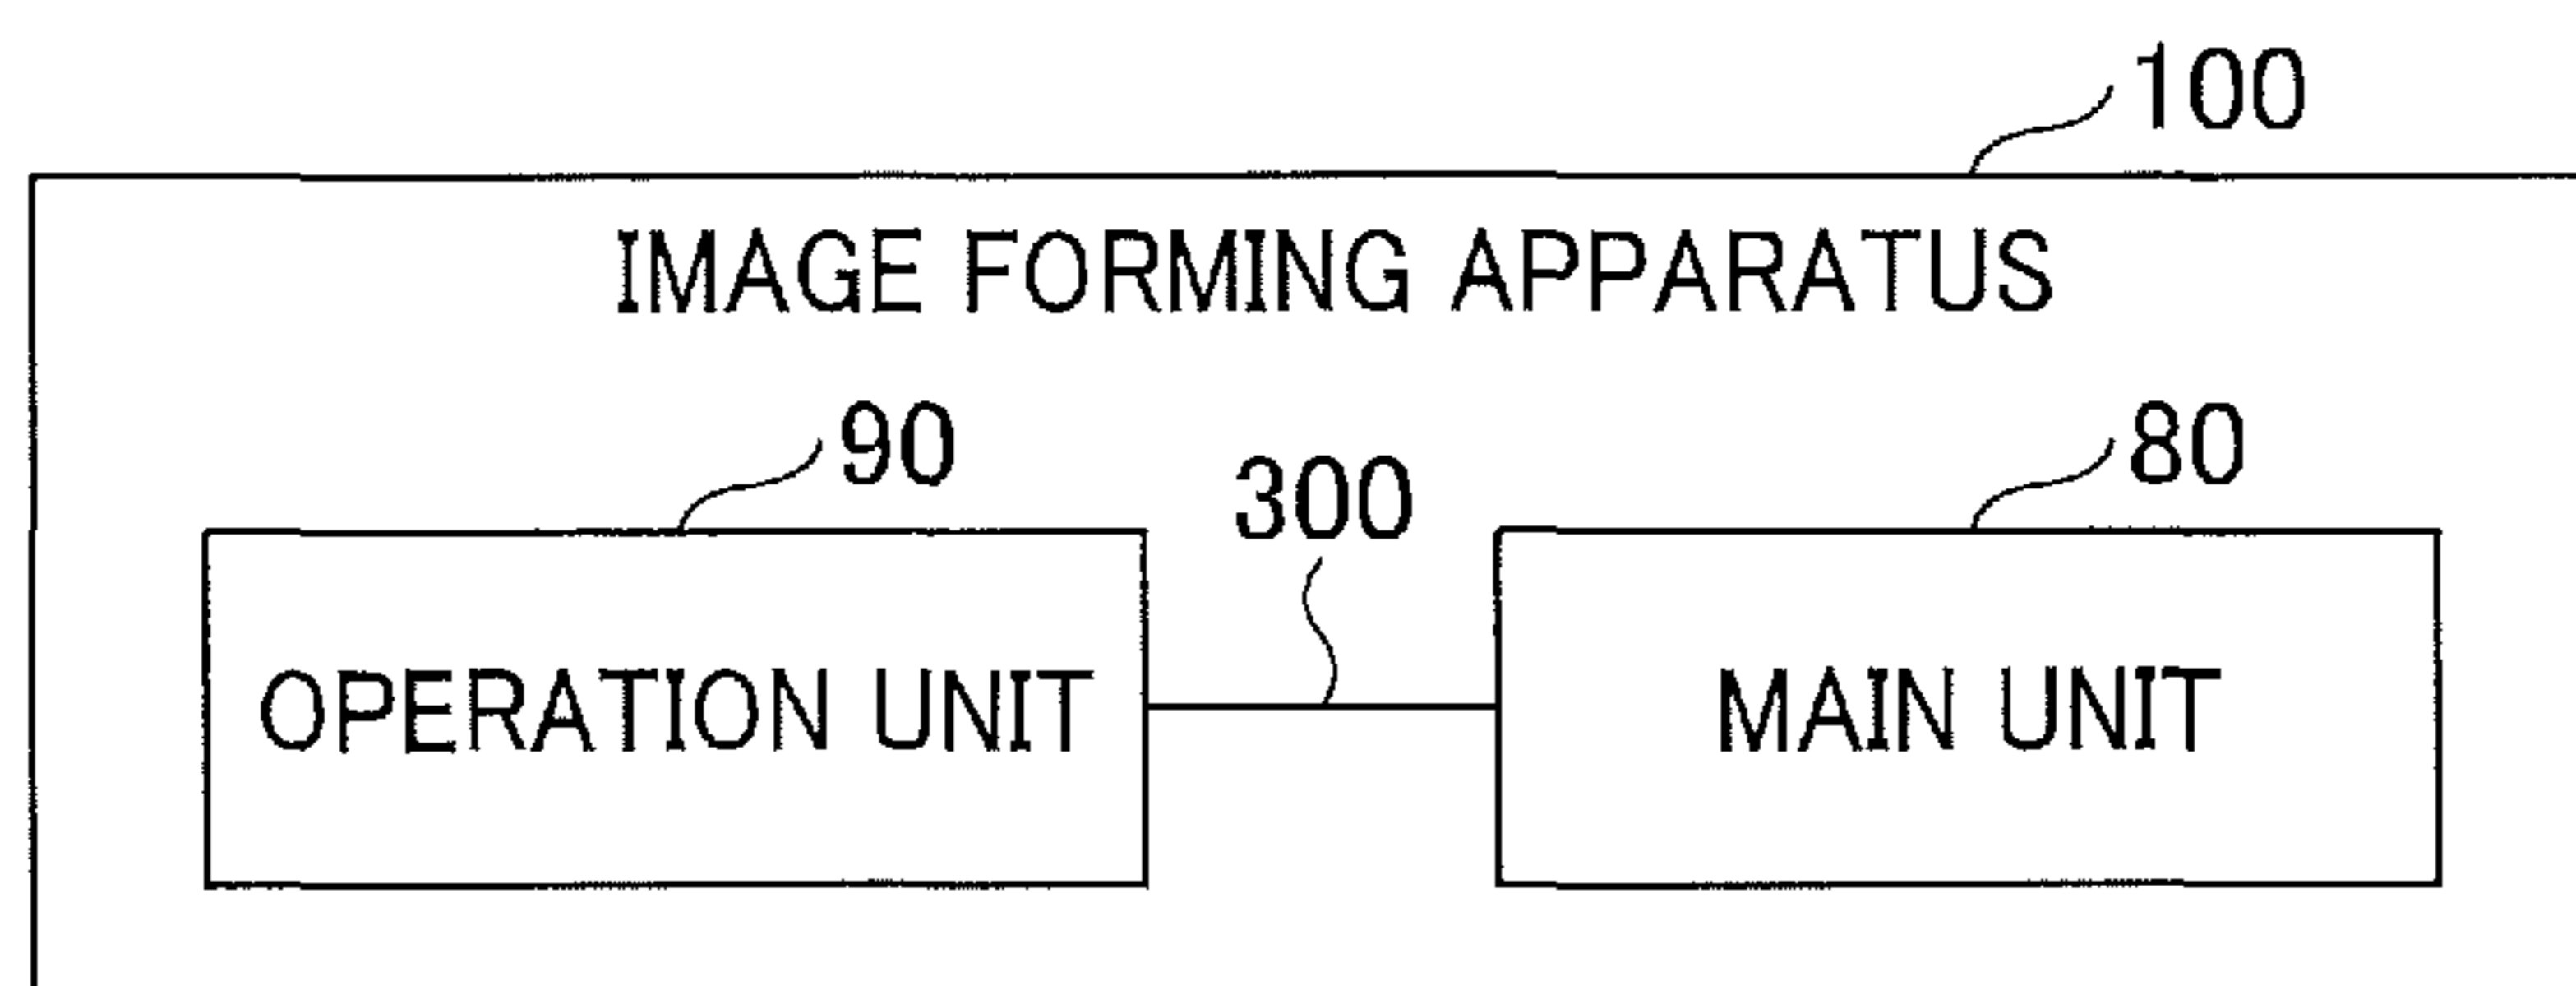 100
IMAGE FORMING APPARATUS
90
300
80
OPERATION UNIT
MAIN UNIT